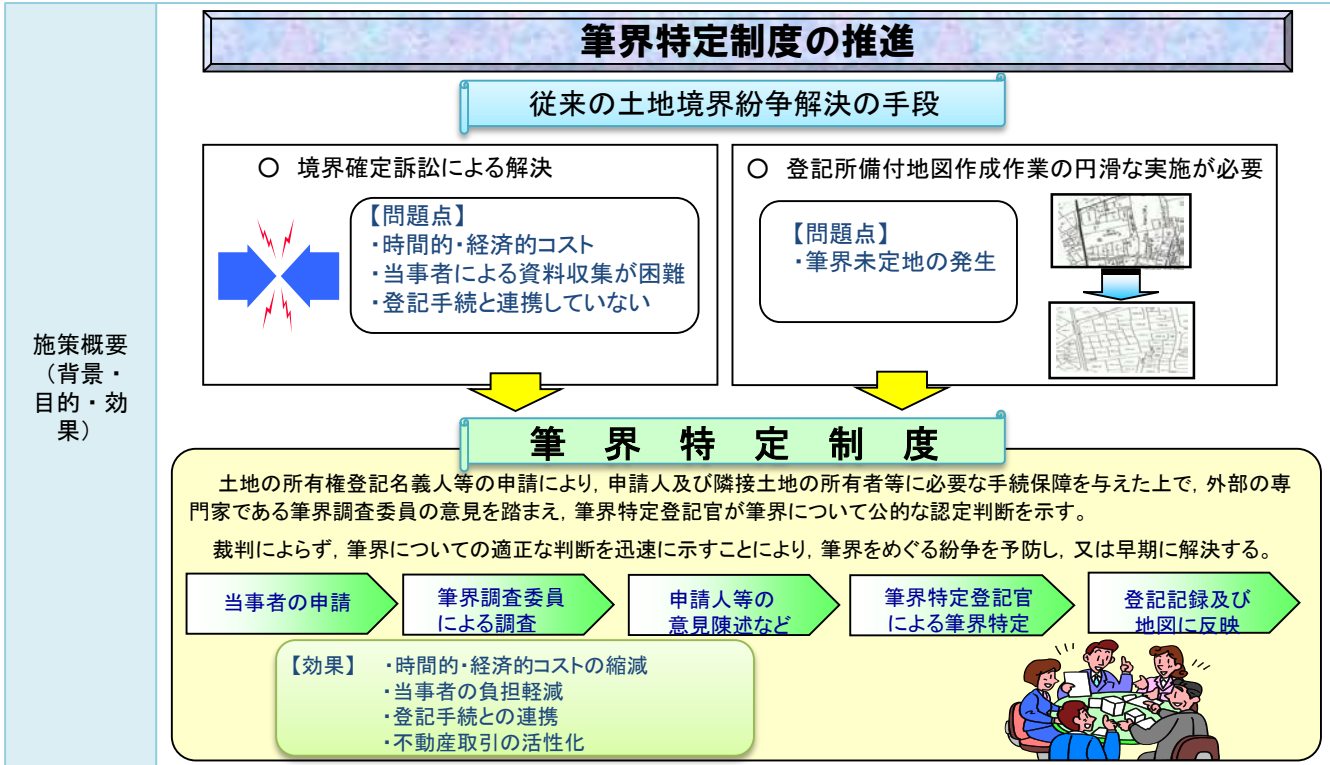 筆界特定制度の推進
従来の土地境界紛争解決の手段
○ 境界確定訴訟による解決
【問題点】
・時間的・経済的コスト
・当事者による資料収集が困難
・登記手続と連携していない
○ 登記所備付地図作成作業の円滑な実施が必要
【問題点】
・筆界未定地の発生
施策概要
（背景・
目的・効
果）
筆界特定制度
土地の所有権登記名義人等の申請により，申請人及び隣接土地の所有者等に必要な手続保障を与えた上で，外部の専
門家である筆界調査委員の意見を踏まえ，筆界特定登記官が筆界について公的な認定判断を示す。
裁判によらず，筆界についての適正な判断を迅速に示すことにより，筆界をめぐる紛争を予防し，又は早期に解決する。
当事者の申請
筆界調査委員
による調査
申請人等の
意見陳述など
筆界特定登記官
による筆界特定
登記記録及び
地図に反映
【効果】 ・時間的・経済的コストの縮減
・当事者の負担軽減
・登記手続との連携
・不動産取引の活性化